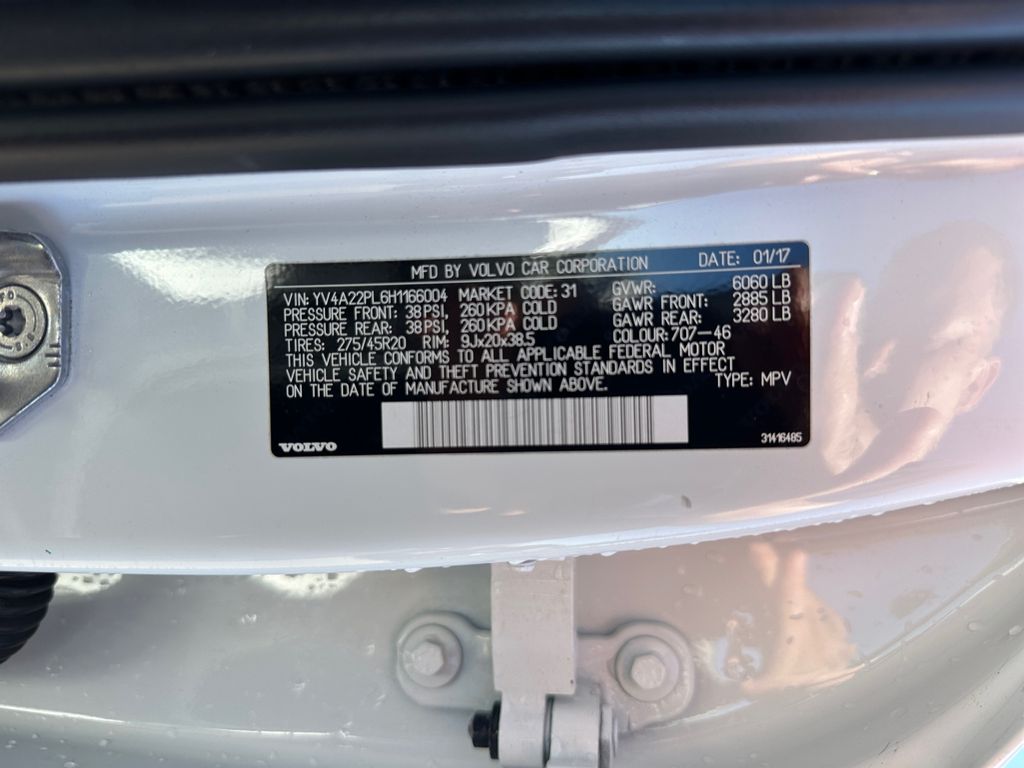 MFD BY VOLVO CAR CORPORATION DATE: 01/17
VIN: YV4A22PL6H1166004 MARKET CODE: 31 GVWR: 6060 LB
PRESSURE FRONT: 38 PSI, 260 KPA COLD GAWR FRONT: 2885 LB
PRESSURE REAR: 38 PSI, 260 KPA COLD GAWR REAR: 3280 LB
TIRES: 275/45R20 RIM: 9Jx20x38.5 COLOUR: 707-46
THIS VEHICLE CONFORMS TO ALL APPLICABLE FEDERAL MOTOR
VEHICLE SAFETY AND THEFT PREVENTION STANDARDS IN EFFECT
ON THE DATE OF MANUFACTURE SHOWN ABOVE. TYPE: MPV
VOLVO 31416485